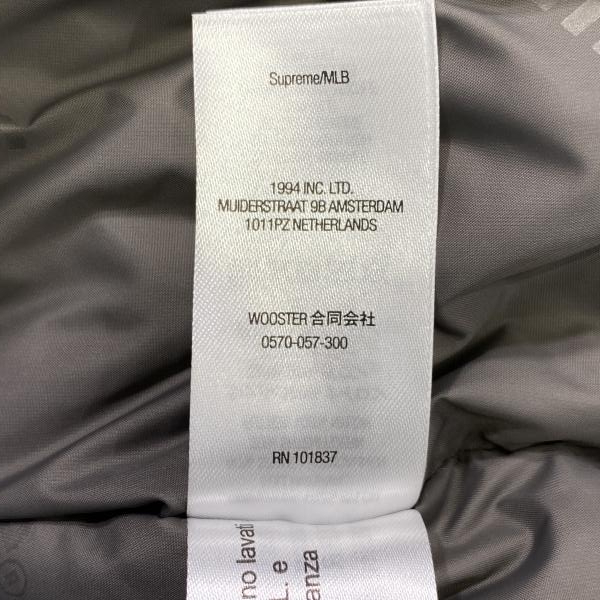 Supreme/MLB
1994 INC. LTD.
MUIDERSTRAAT 9B AMSTERDAM
1011PZ NETHERLANDS
WOOSTER 合同会社
0570-057-300
RN 101837
no lavati
L. e
anza